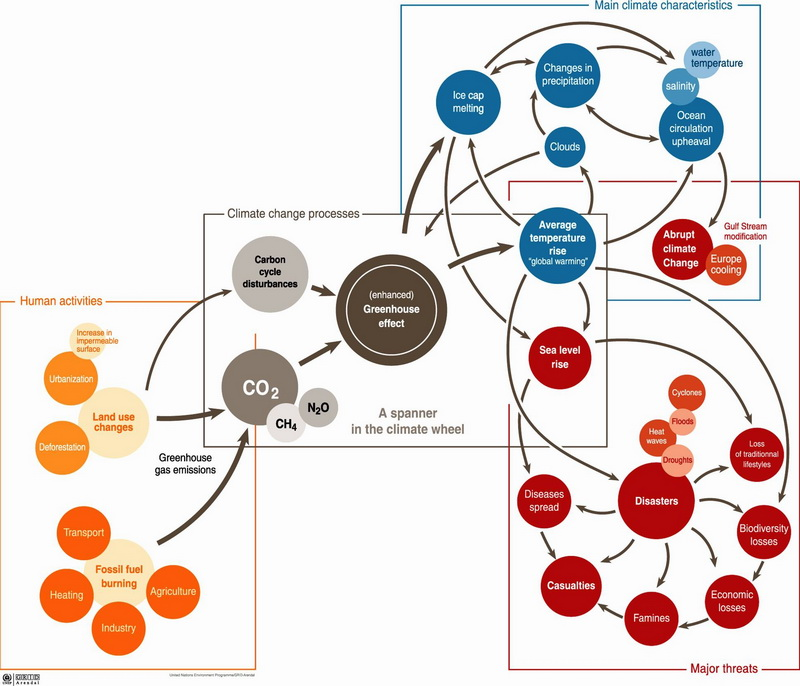 Main climate characteristics
water
temperature
Changes in
precipitation
salinity
Ice cap
melting
Ocean
circulation
upheaval
Clouds
Climate change processes
Average
temperature
rise
"global warming"
Gulf Stream
modification
Abrupt
climate
Change
Europe
cooling
Carbon
cycle
disturbances
(enhanced)
Greenhouse
effect
Human activities
Increase in
impermeable
surface
Urbanization
Land use
changes
Deforestation
CO2
CH4
N2O
A spanner
in the climate wheel
Greenhouse
gas emissions
Sea level
rise
Cyclones
Floods
Heat
waves
Droughts
Loss
of traditionnal
lifestyles
Diseases
spread
Disasters
Biodiversity
losses
Transport
Fossil fuel
burning
Heating
Agriculture
Industry
Casualties
Economic
losses
Famines
Major threats
UNEP
GRID
Arendal
United Nations Environment Programme/GRID Arendal